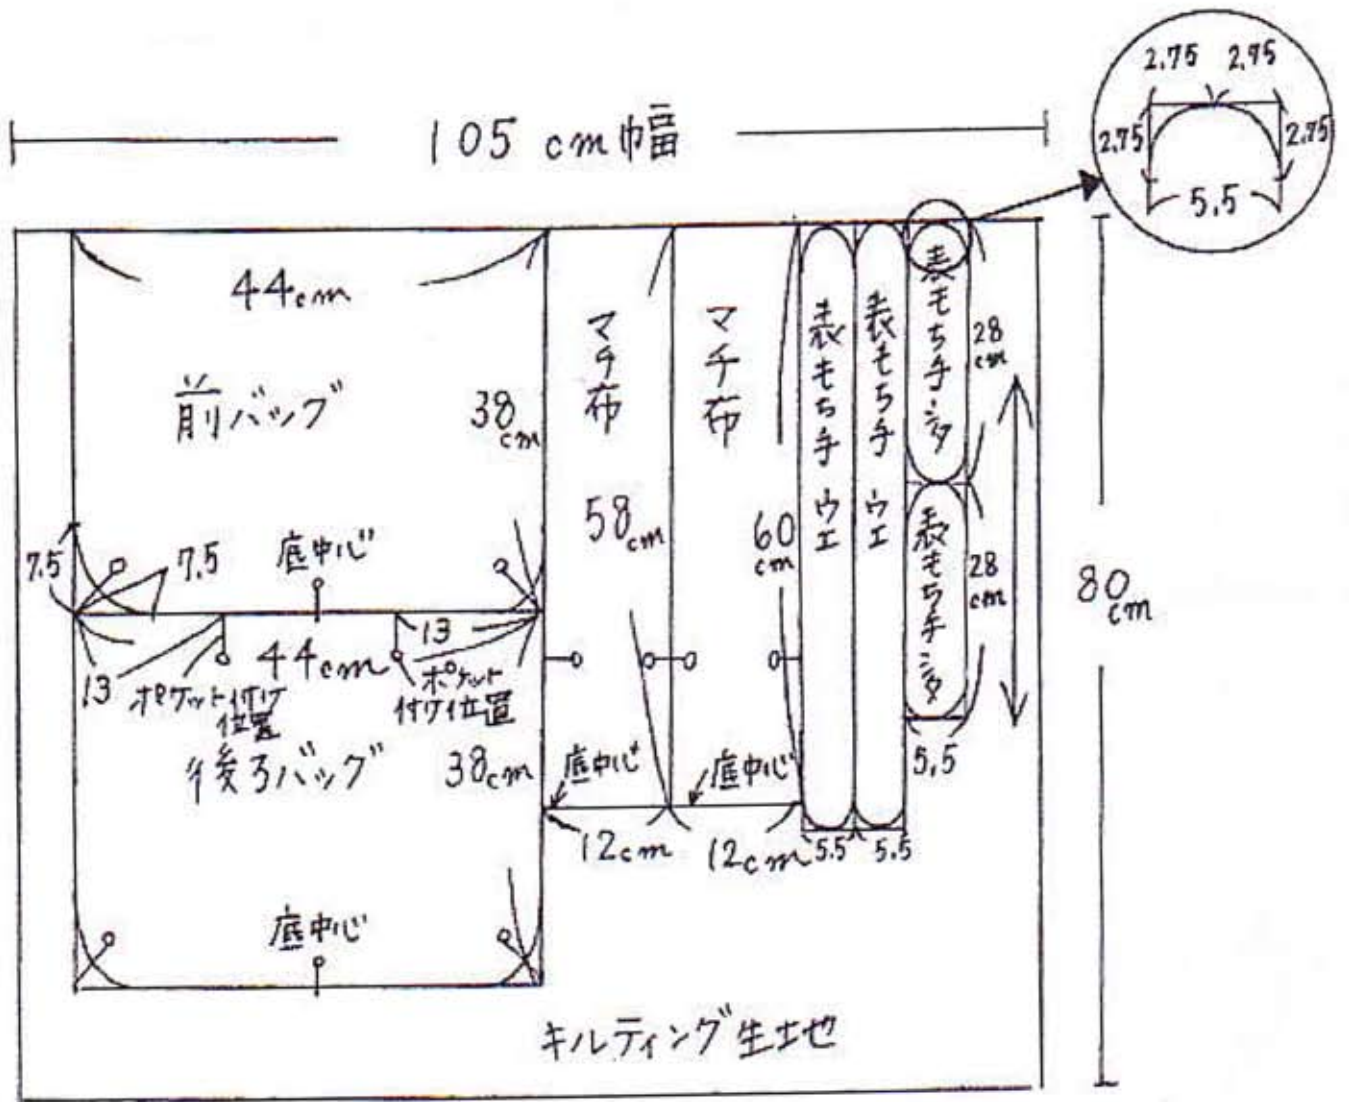 105 cm幅
2.75 2.75
2.75 2.75
5.5
44cm
前バッグ
38cm
底中心
7.5
7.5
マチ布
58cm
マチ布
60cm
表もち手 ウエ
表もち手 ウエ
表もち手 シタ
28cm
表もち手 シタ
28cm
80cm
5.5
13
44cm
13
ポケット付け
位置
ポケット
付け位置
後ろバッグ
38cm
底中心
底中心
12cm
12cm
5.5
5.5
底中心
キルティング生地